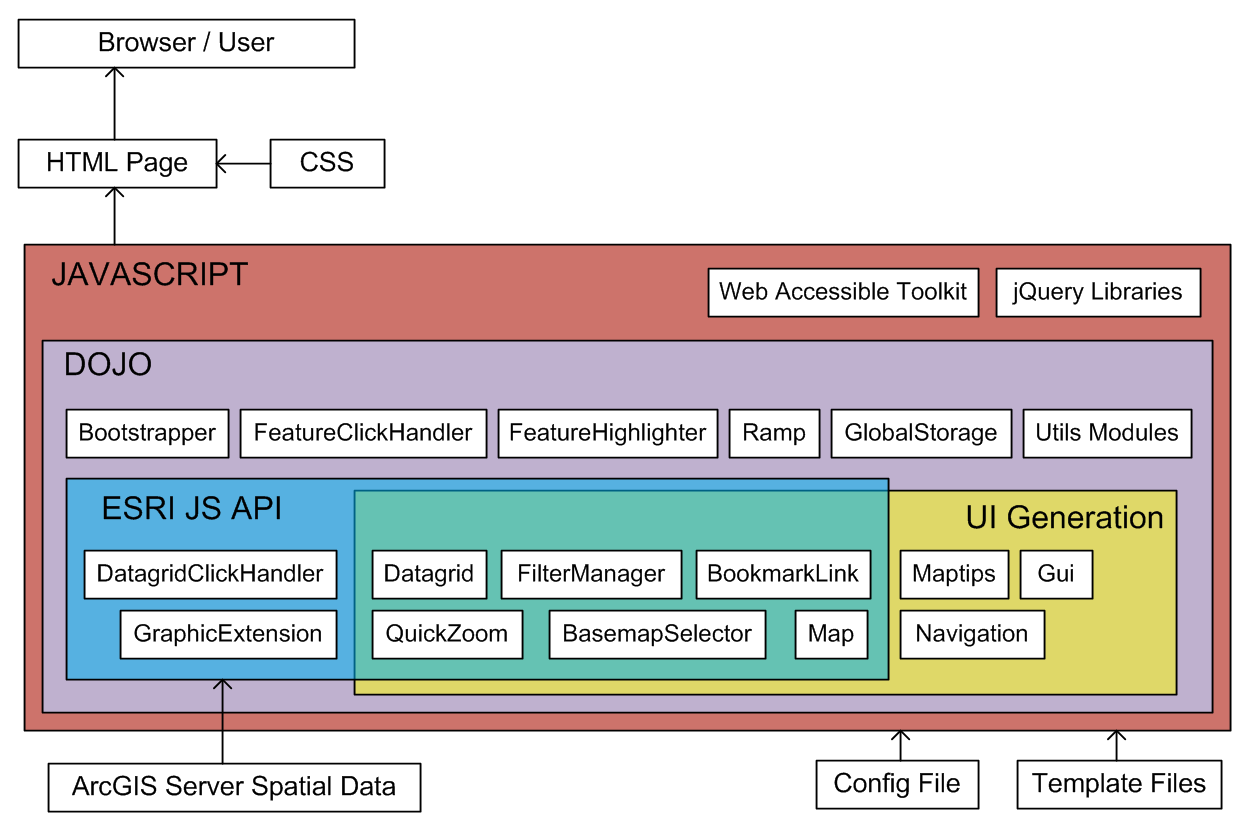 Browser / User
HTML Page
CSS
JAVASCRIPT
Web Accessible Toolkit
jQuery Libraries
DOJO
Bootstrapper
FeatureClickHandler
FeatureHighlighter
Ramp
GlobalStorage
Utils Modules
ESRI JS API
UI Generation
DatagridClickHandler
Datagrid
FilterManager
BookmarkLink
Maptips
Gui
GraphicExtension
QuickZoom
BasemapSelector
Map
Navigation
ArcGIS Server Spatial Data
Config File
Template Files